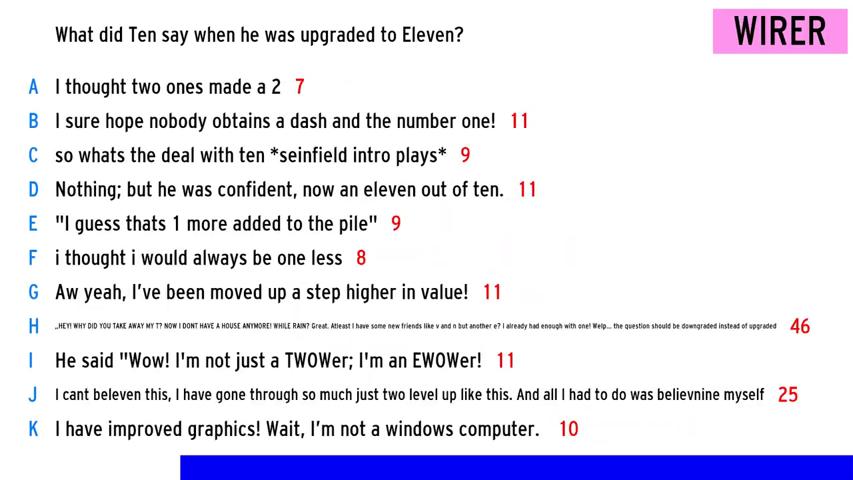 What did Ten say when he was upgraded to Eleven?
WIRER
A I thought two ones made a 2 7
B I sure hope nobody obtains a dash and the number one! 11
C so whats the deal with ten *seinfield intro plays* 9
D Nothing; but he was confident, now an eleven out of ten. 11
E "I guess thats 1 more added to the pile" 9
F i thought i would always be one less 8
G Aw yeah, I've been moved up a step higher in value! 11
H ,,HEY! WHY DID YOU TAKE AWAY MY T? NOW I DONT HAVE A HOUSE ANYMORE! WHILE RAIN? Great. Atleast I have some new friends like v and n but another e? I already had enough with one! Welp... the question should be downgraded instead of upgraded 46
I He said "Wow! I'm not just a TWOWer; I'm an EWOWer! 11
J I cant beleven this, I have gone through so much just two level up like this. And all I had to do was believnine myself 25
K I have improved graphics! Wait, I'm not a windows computer. 10